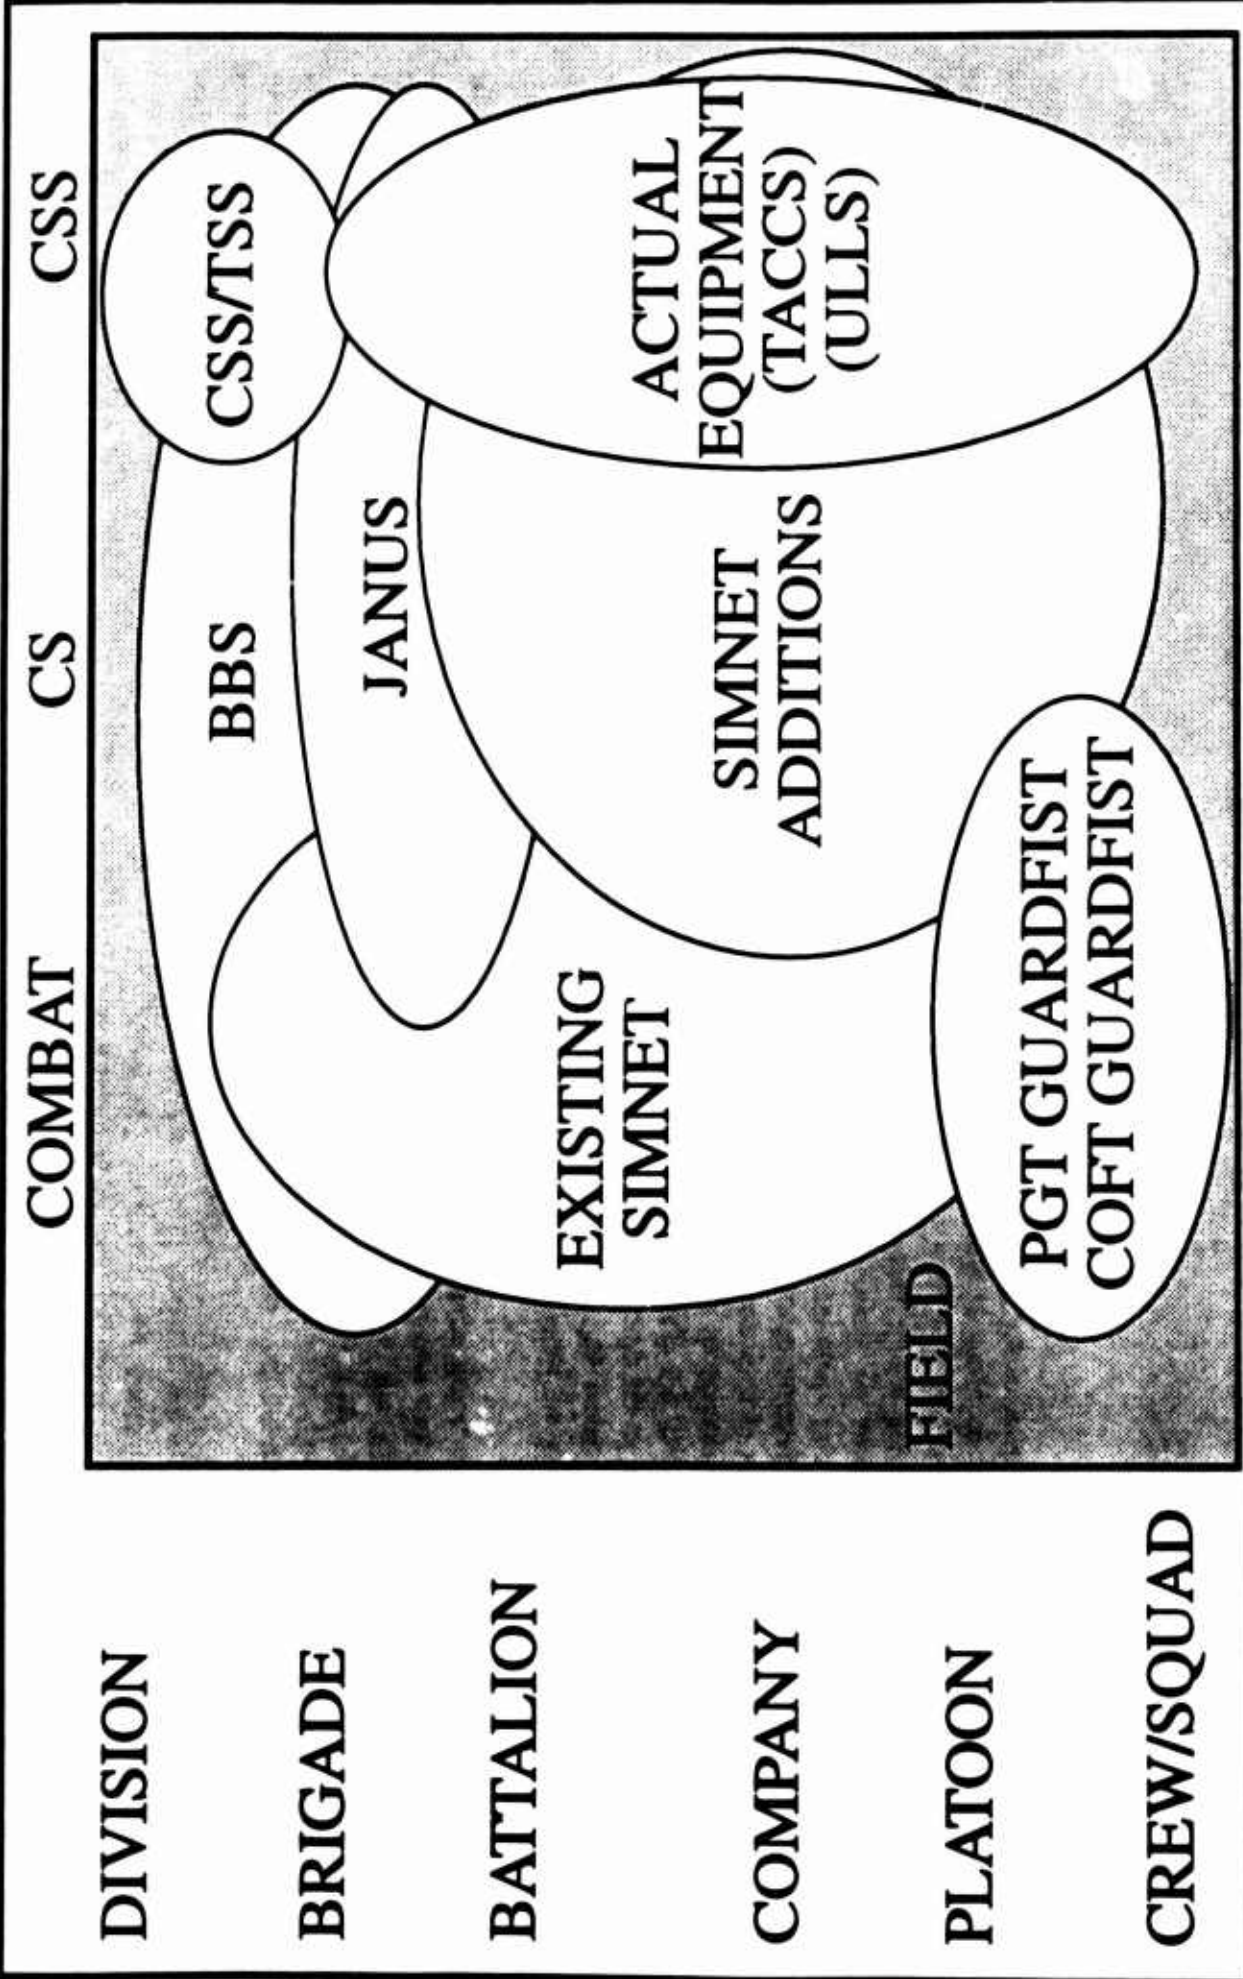 COMBAT
CS
CSS
DIVISION
BRIGADE
BATTALION
COMPANY
PLATOON
CREW/SQUAD
CSS/TSS
BBS
JANUS
EXISTING
SIMNET
SIMNET
ADDITIONS
ACTUAL
EQUIPMENT
(TACCS)
(ULLS)
FIELD
PGT GUARDFIST
COFT GUARDFIST